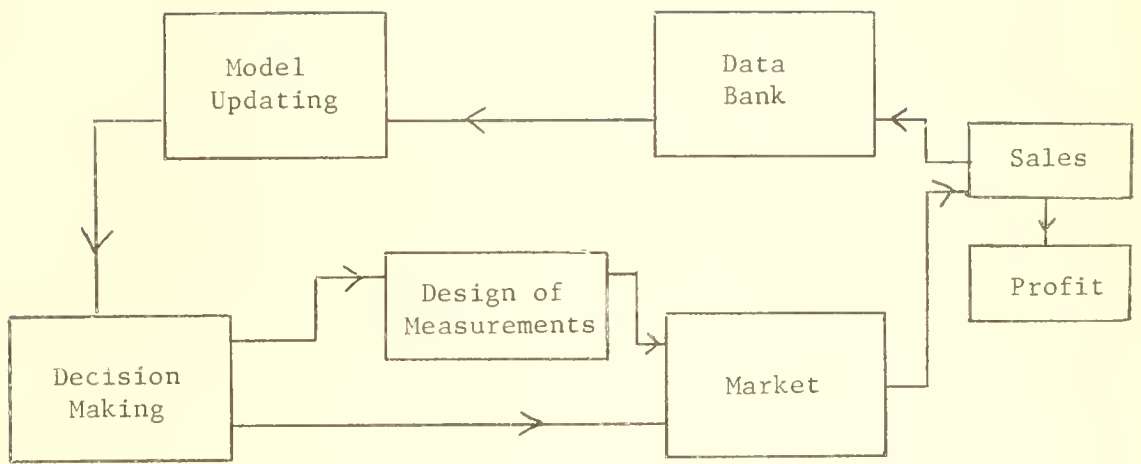 Model
Updating
Data
Bank
Sales
Profit
Design of
Measurements
Decision
Making
Market